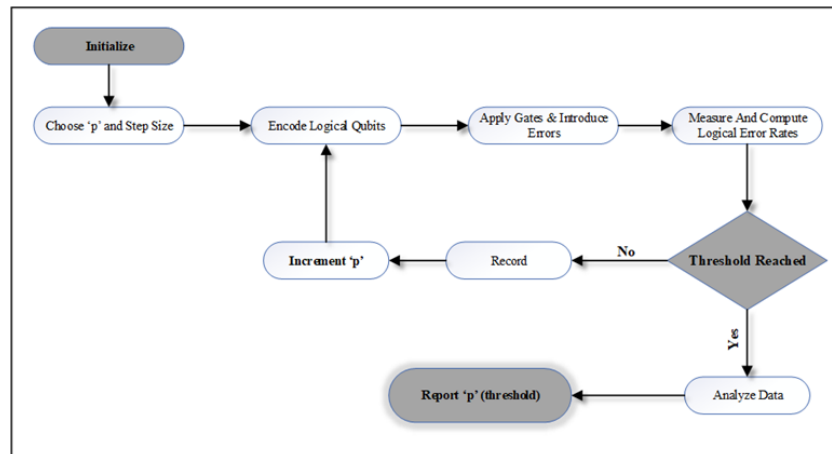 Initialize
Choose ‘p’ and Step Size
Encode Logical Qubits
Apply Gates & Introduce
Errors
Measure And Compute
Logical Error Rates
Threshold Reached
No
Record
Increment ‘p’
Yes
Analyze Data
Report ‘p’ (threshold)